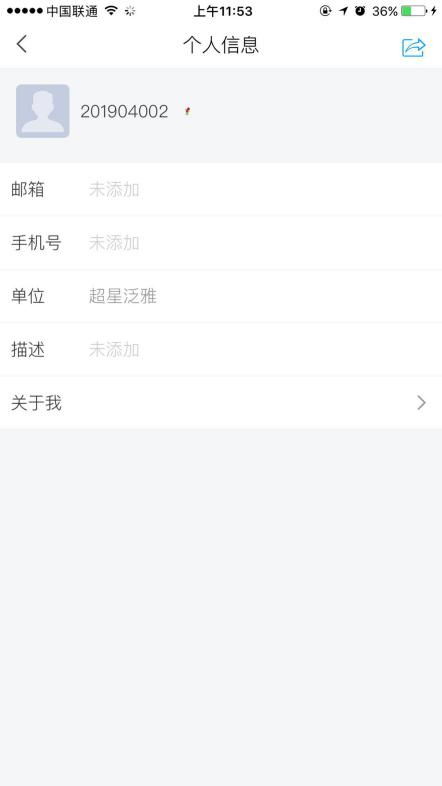 中国联通 上午11:53 36%
个人信息
201904002
邮箱 未添加
手机号 未添加
单位 超星泛雅
描述 未添加
关于我